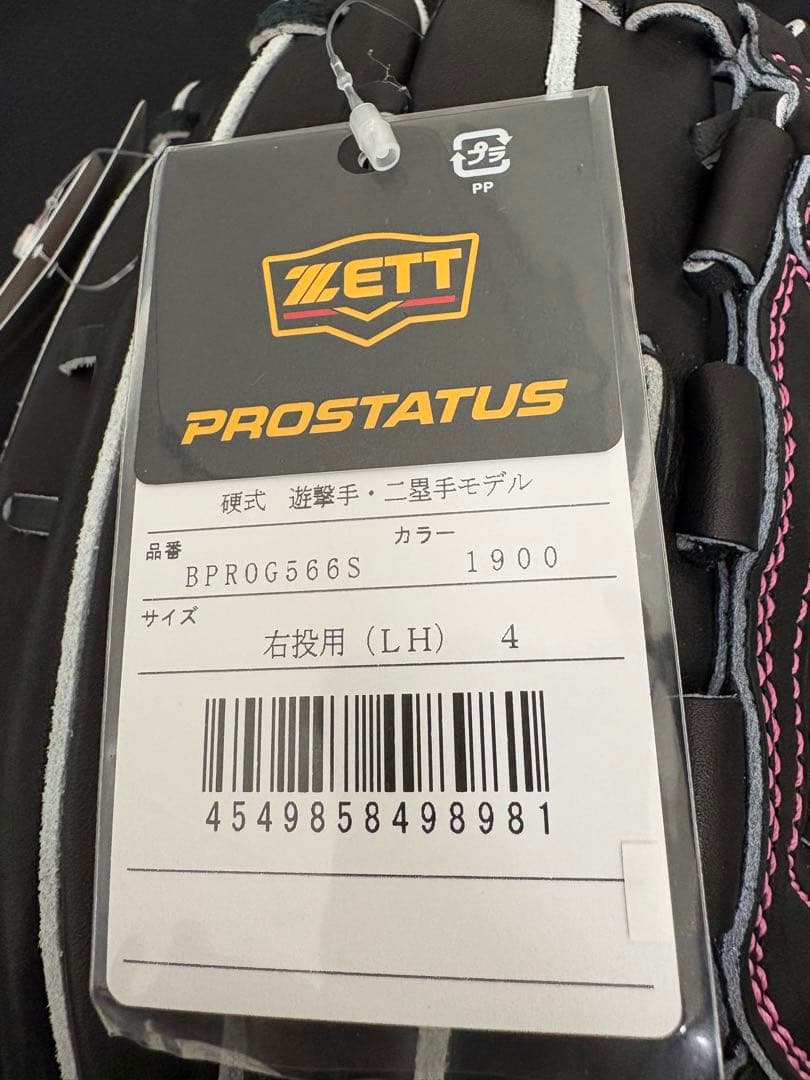 プラ
PP
ZETT
PROSTATUS
硬式 遊撃手・二塁手モデル
品番 BPROG566S カラー 1900
サイズ 右投用(LH) 4
4549858498981